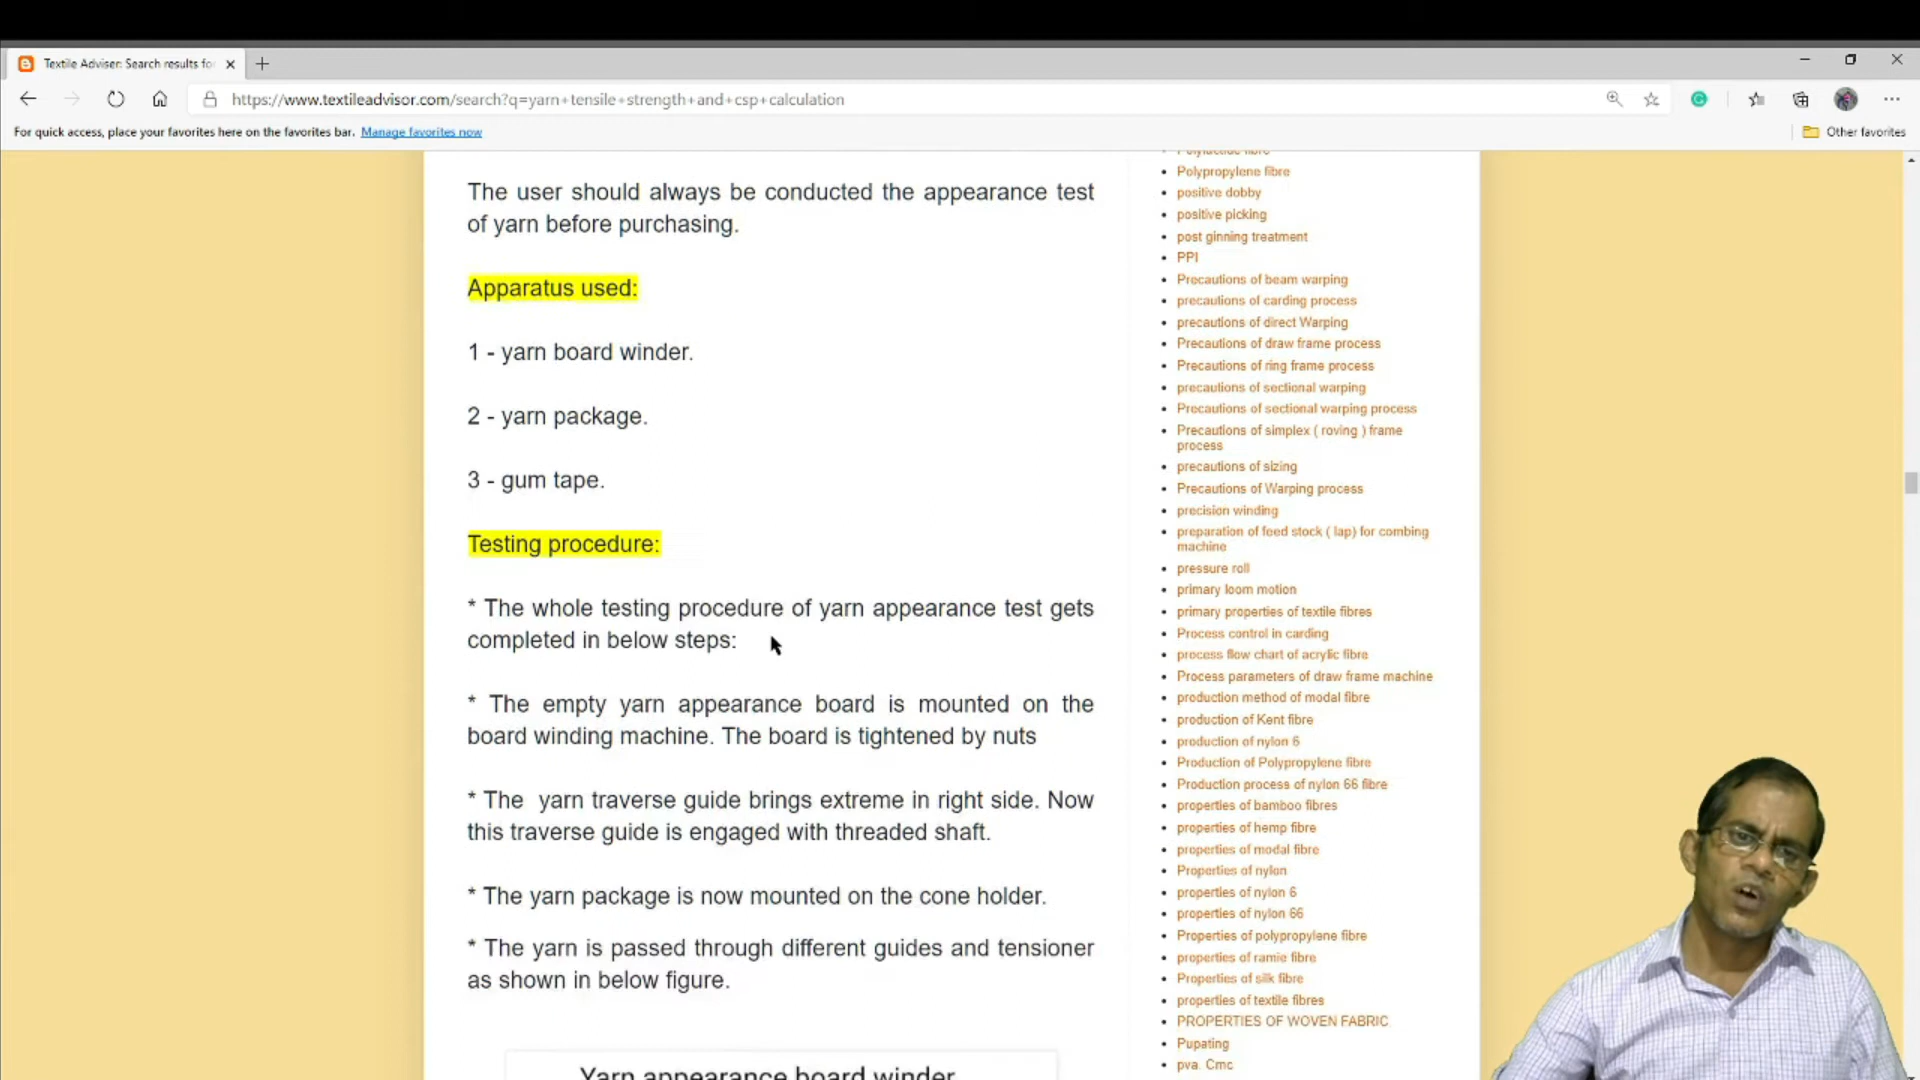 Textile Adviser: Search results for
https://www.textileadvisor.com/search?q=yarn+tensile+strength+and+csp+calculation
For quick access, place your favorites here on the favorites bar. Manage favorites now
Other favorites
The user should always be conducted the appearance test
of yarn before purchasing.
Apparatus used:
1 - yarn board winder.
2 - yarn package.
3 - gum tape.
Testing procedure:
* The whole testing procedure of yarn appearance test gets
completed in below steps:
* The empty yarn appearance board is mounted on the
board winding machine. The board is tightened by nuts
* The yarn traverse guide brings extreme in right side. Now
this traverse guide is engaged with threaded shaft.
* The yarn package is now mounted on the cone holder.
* The yarn is passed through different guides and tensioner
as shown in below figure.
Yarn appearance board winder
Polypropylene fibre
positive dobby
positive picking
post ginning treatment
PPI
Precautions of beam warping
precautions of carding process
precautions of direct Warping
Precautions of draw frame process
Precautions of ring frame process
precautions of sectional warping
Precautions of sectional warping process
Precautions of simplex ( roving ) frame
process
precautions of sizing
Precautions of Warping process
precision winding
preparation of feed stock ( lap) for combing
machine
pressure roll
primary loom motion
primary properties of textile fibres
Process control in carding
process flow chart of acrylic fibre
Process parameters of draw frame machine
production method of modal fibre
production of Kent fibre
production of nylon 6
Production of Polypropylene fibre
Production process of nylon 66 fibre
properties of bamboo fibres
properties of hemp fibre
properties of modal fibre
Properties of nylon
properties of nylon 6
properties of nylon 66
Properties of polypropylene fibre
properties of ramie fibre
Properties of silk fibre
properties of textile fibres
PROPERTIES OF WOVEN FABRIC
Pupating
pva. Cmc